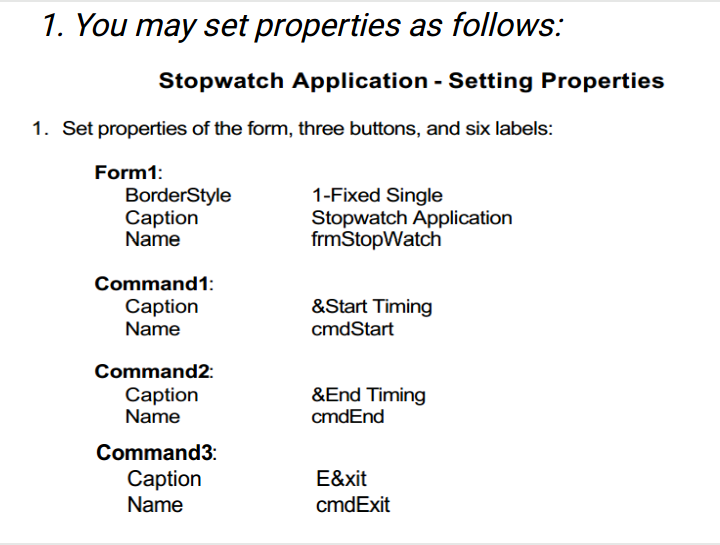 1. You may set properties as follows:
Stopwatch Application - Setting Properties
1. Set properties of the form, three buttons, and six labels:
Form1:
BorderStyle 1-Fixed Single
Caption Stopwatch Application
Name frmStopWatch
Command1:
Caption &Start Timing
Name cmdStart
Command2:
Caption &End Timing
Name cmdEnd
Command3:
Caption E&xit
Name cmdExit